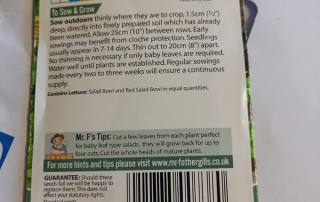 To Sow & Grow
Sow outdoors thinly where they are to crop, 1.5cm (½")
deep, directly into finely prepared soil which has already
been watered. Allow 25cm (10") between rows. Early
sowings may benefit from cloche protection. Seedlings
usually appear in 7-14 days. Thin out to 20cm (8") apart.
No thinning is necessary if only baby leaves are required.
Water well until plants are established. Regular sowings
made every two to three weeks will ensure a continuous
supply.
Contains Lettuce: Salad Bowl and Red Salad Bowl in equal quantities.
Mr. F's Tips: Cut a few leaves from each plant perfect
for baby leaf type salads, they will grow back for up to
four cuts. Cut the whole heads of mature plants.
For more hints and tips please visit www.mr-fothergills.co.uk
GUARANTEE: Should these
seeds fail we will be happy to
replace them. This does not
affect your statutory rights.